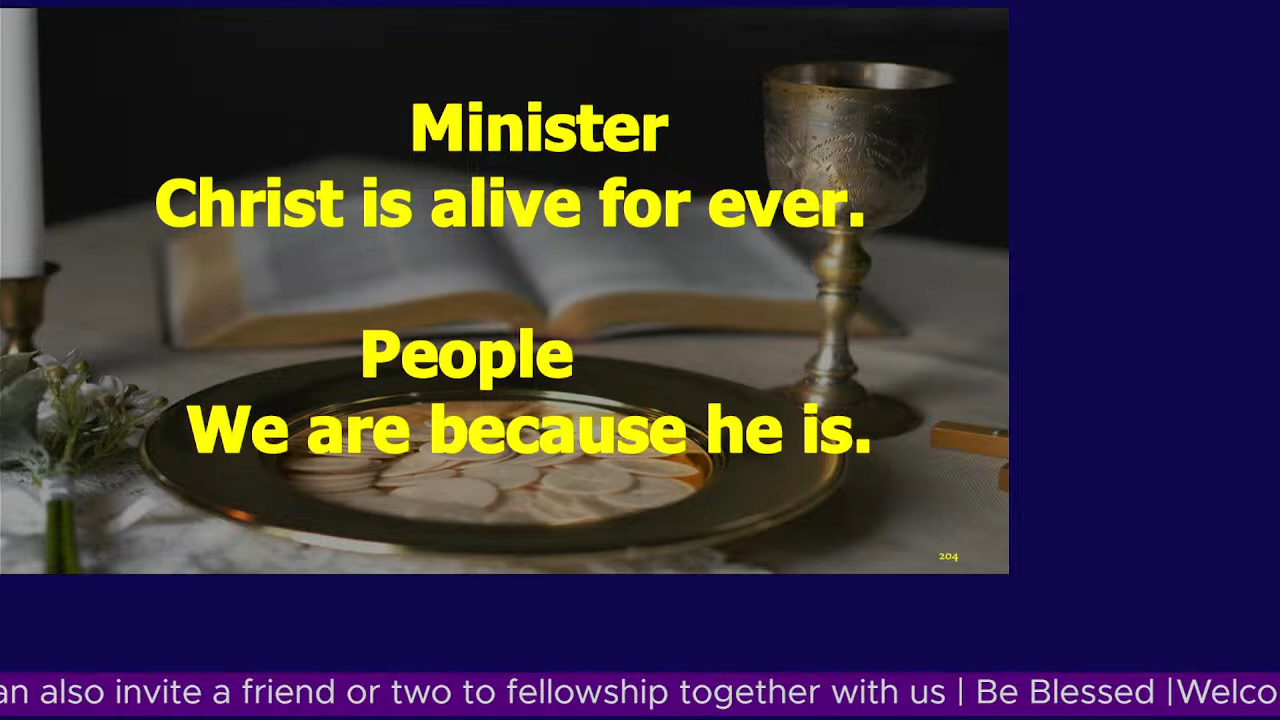 Minister
Christ is alive for ever.
People
We are because he is.
204
an also invite a friend or two to fellowship together with us | Be Blessed |Welco